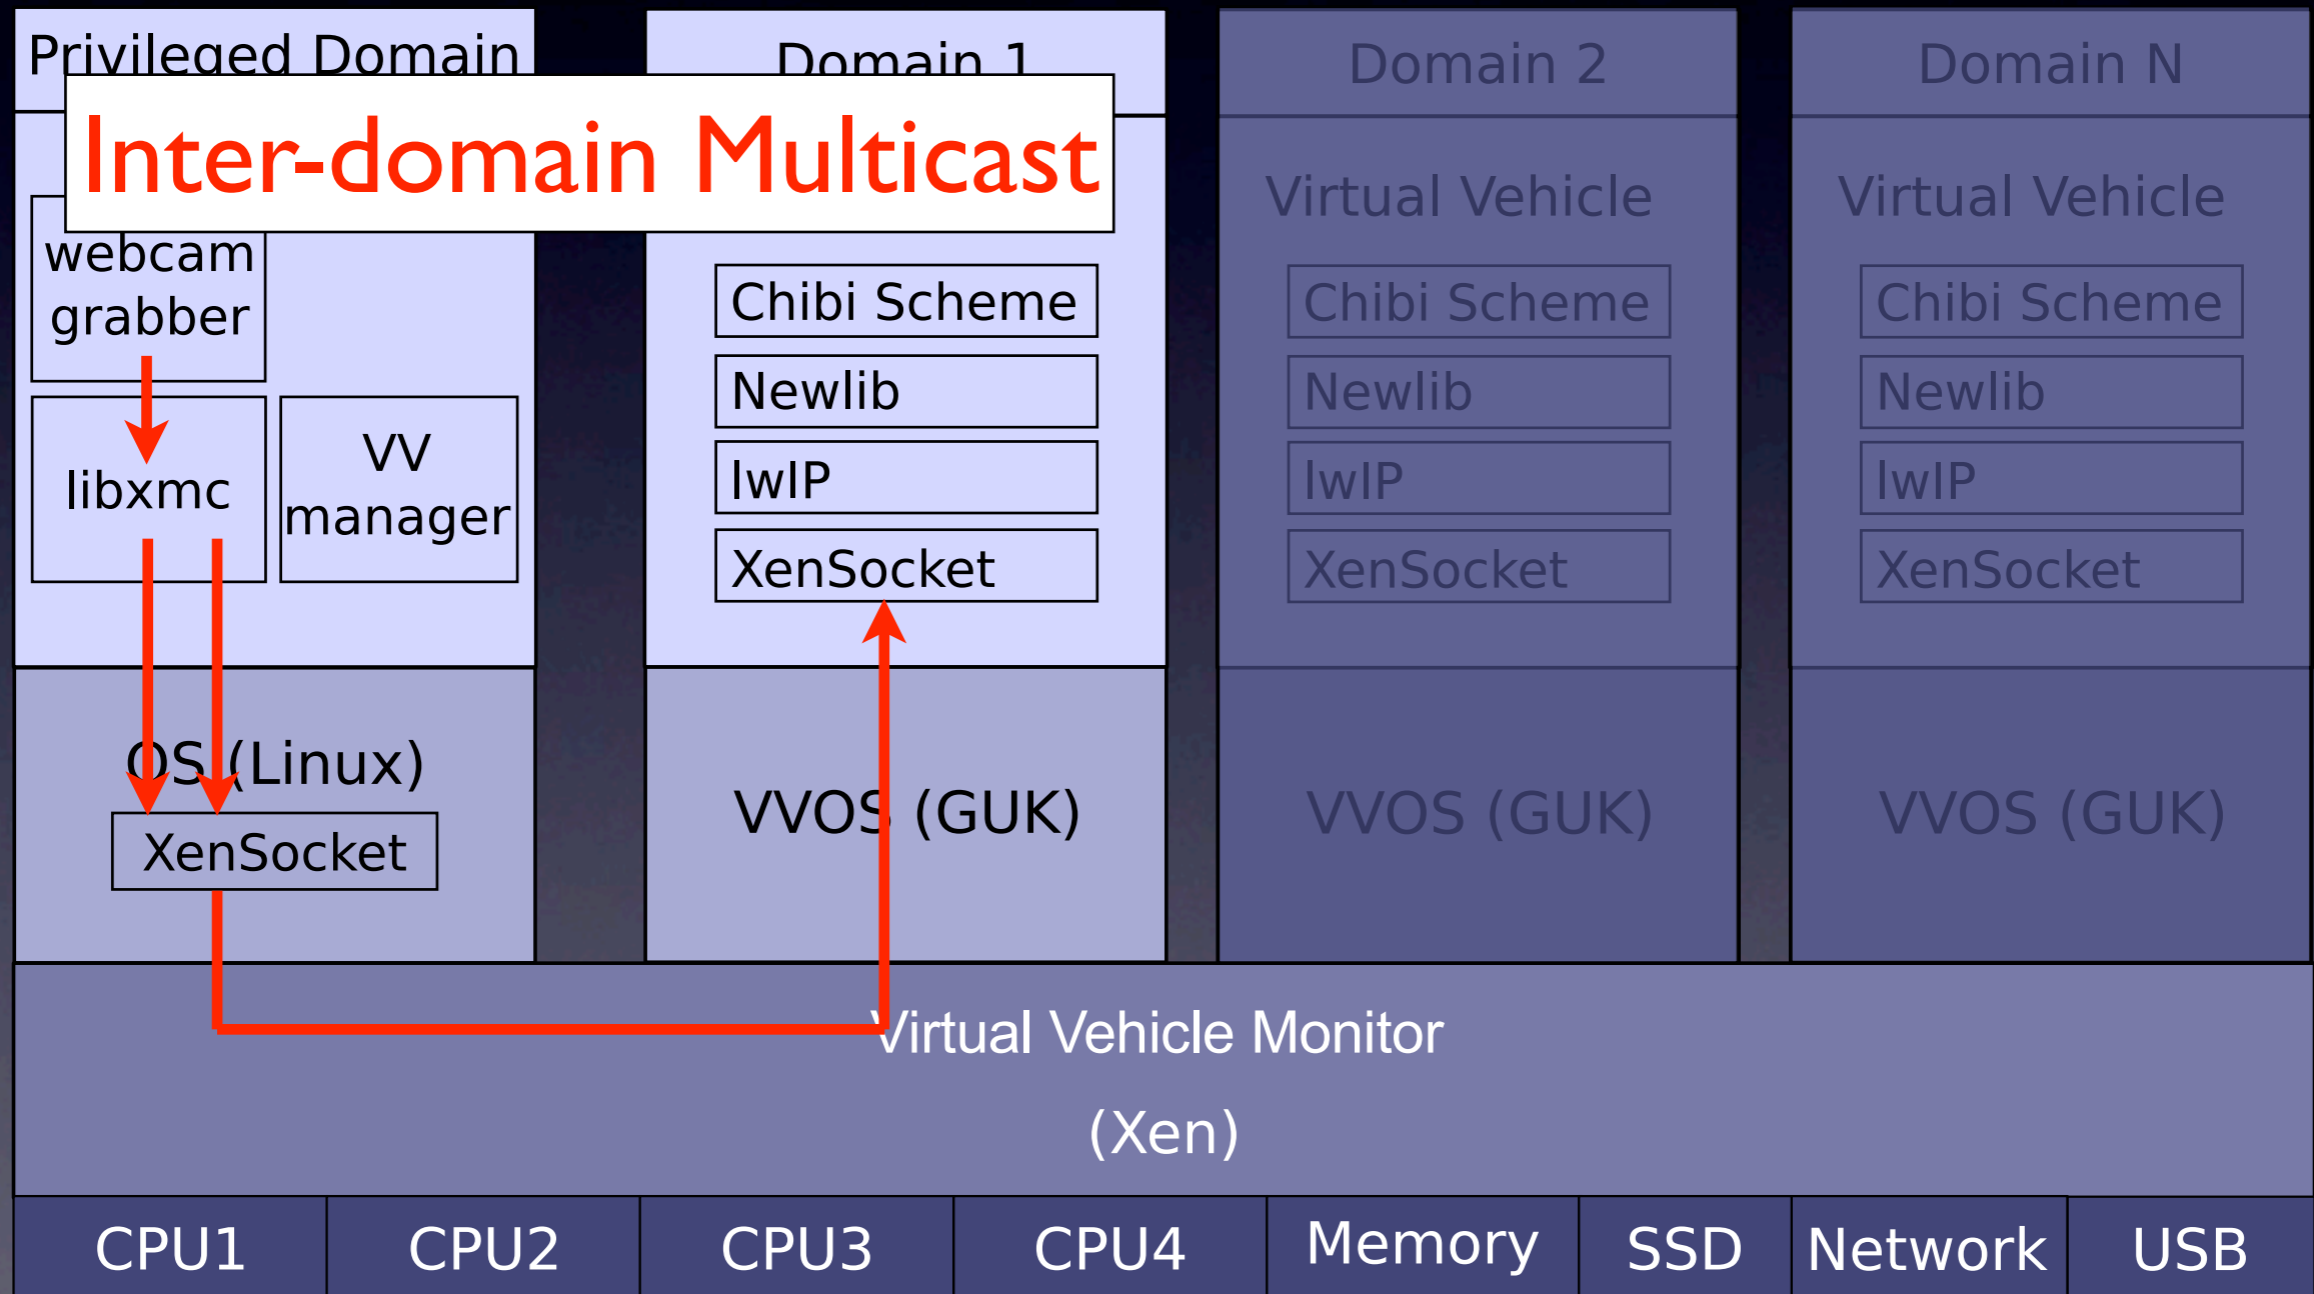 Privileged Domain
Domain 1
Domain 2
Domain N
Inter-domain Multicast
Virtual Vehicle
Virtual Vehicle
webcam
grabber
libxmc
VV
manager
Chibi Scheme
Newlib
lwIP
XenSocket
Chibi Scheme
Newlib
lwIP
XenSocket
Chibi Scheme
Newlib
lwIP
XenSocket
OS (Linux)
XenSocket
VVOS (GUK)
VVOS (GUK)
VVOS (GUK)
Virtual Vehicle Monitor
(Xen)
CPU1
CPU2
CPU3
CPU4
Memory
SSD
Network
USB